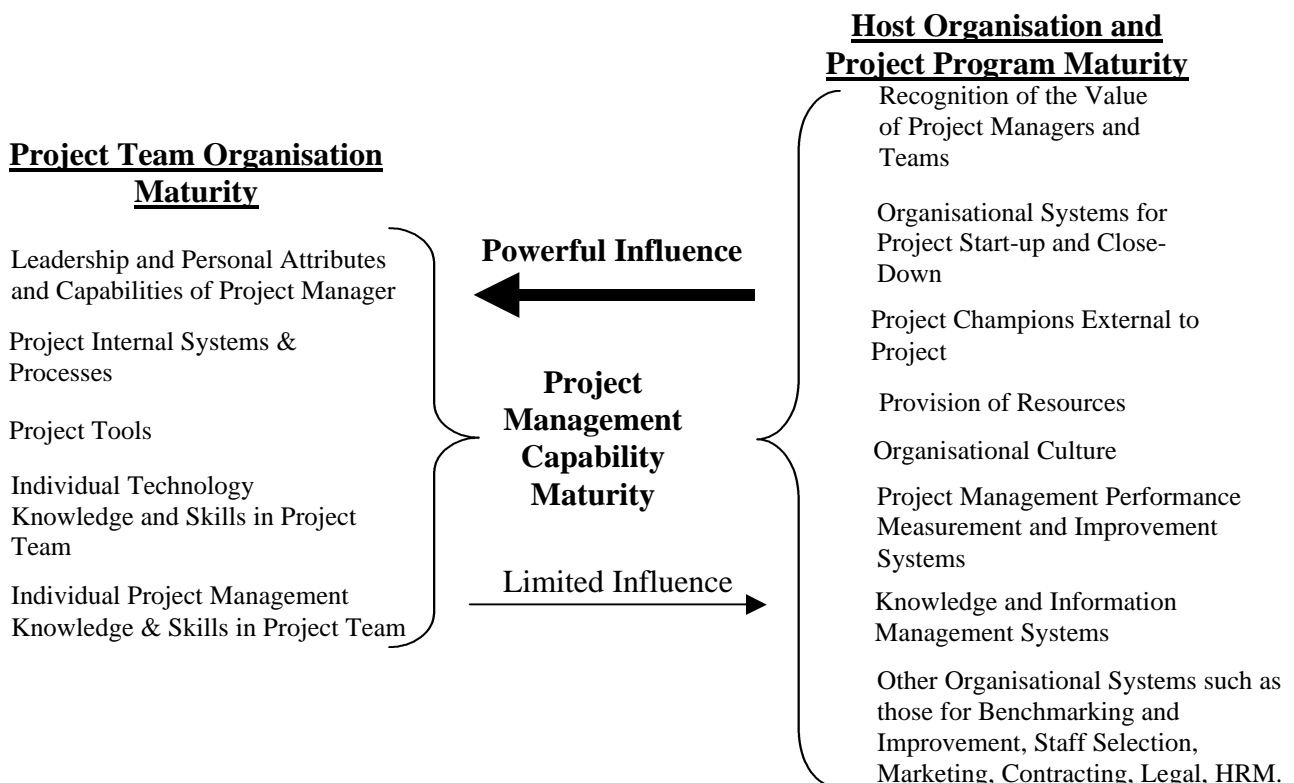 Project Team Organisation
Maturity
Leadership and Personal Attributes
and Capabilities of Project Manager
Project Internal Systems &
Processes
Project Tools
Individual Technology
Knowledge and Skills in Project
Team
Individual Project Management
Knowledge & Skills in Project Team
Powerful Influence
Project
Management
Capability
Maturity
Limited Influence
Host Organisation and
Project Program Maturity
Recognition of the Value
of Project Managers and
Teams
Organisational Systems for
Project Start-up and Close-
Down
Project Champions External to
Project
Provision of Resources
Organisational Culture
Project Management Performance
Measurement and Improvement
Systems
Knowledge and Information
Management Systems
Other Organisational Systems such as
those for Benchmarking and
Improvement, Staff Selection,
Marketing, Contracting, Legal, HRM.